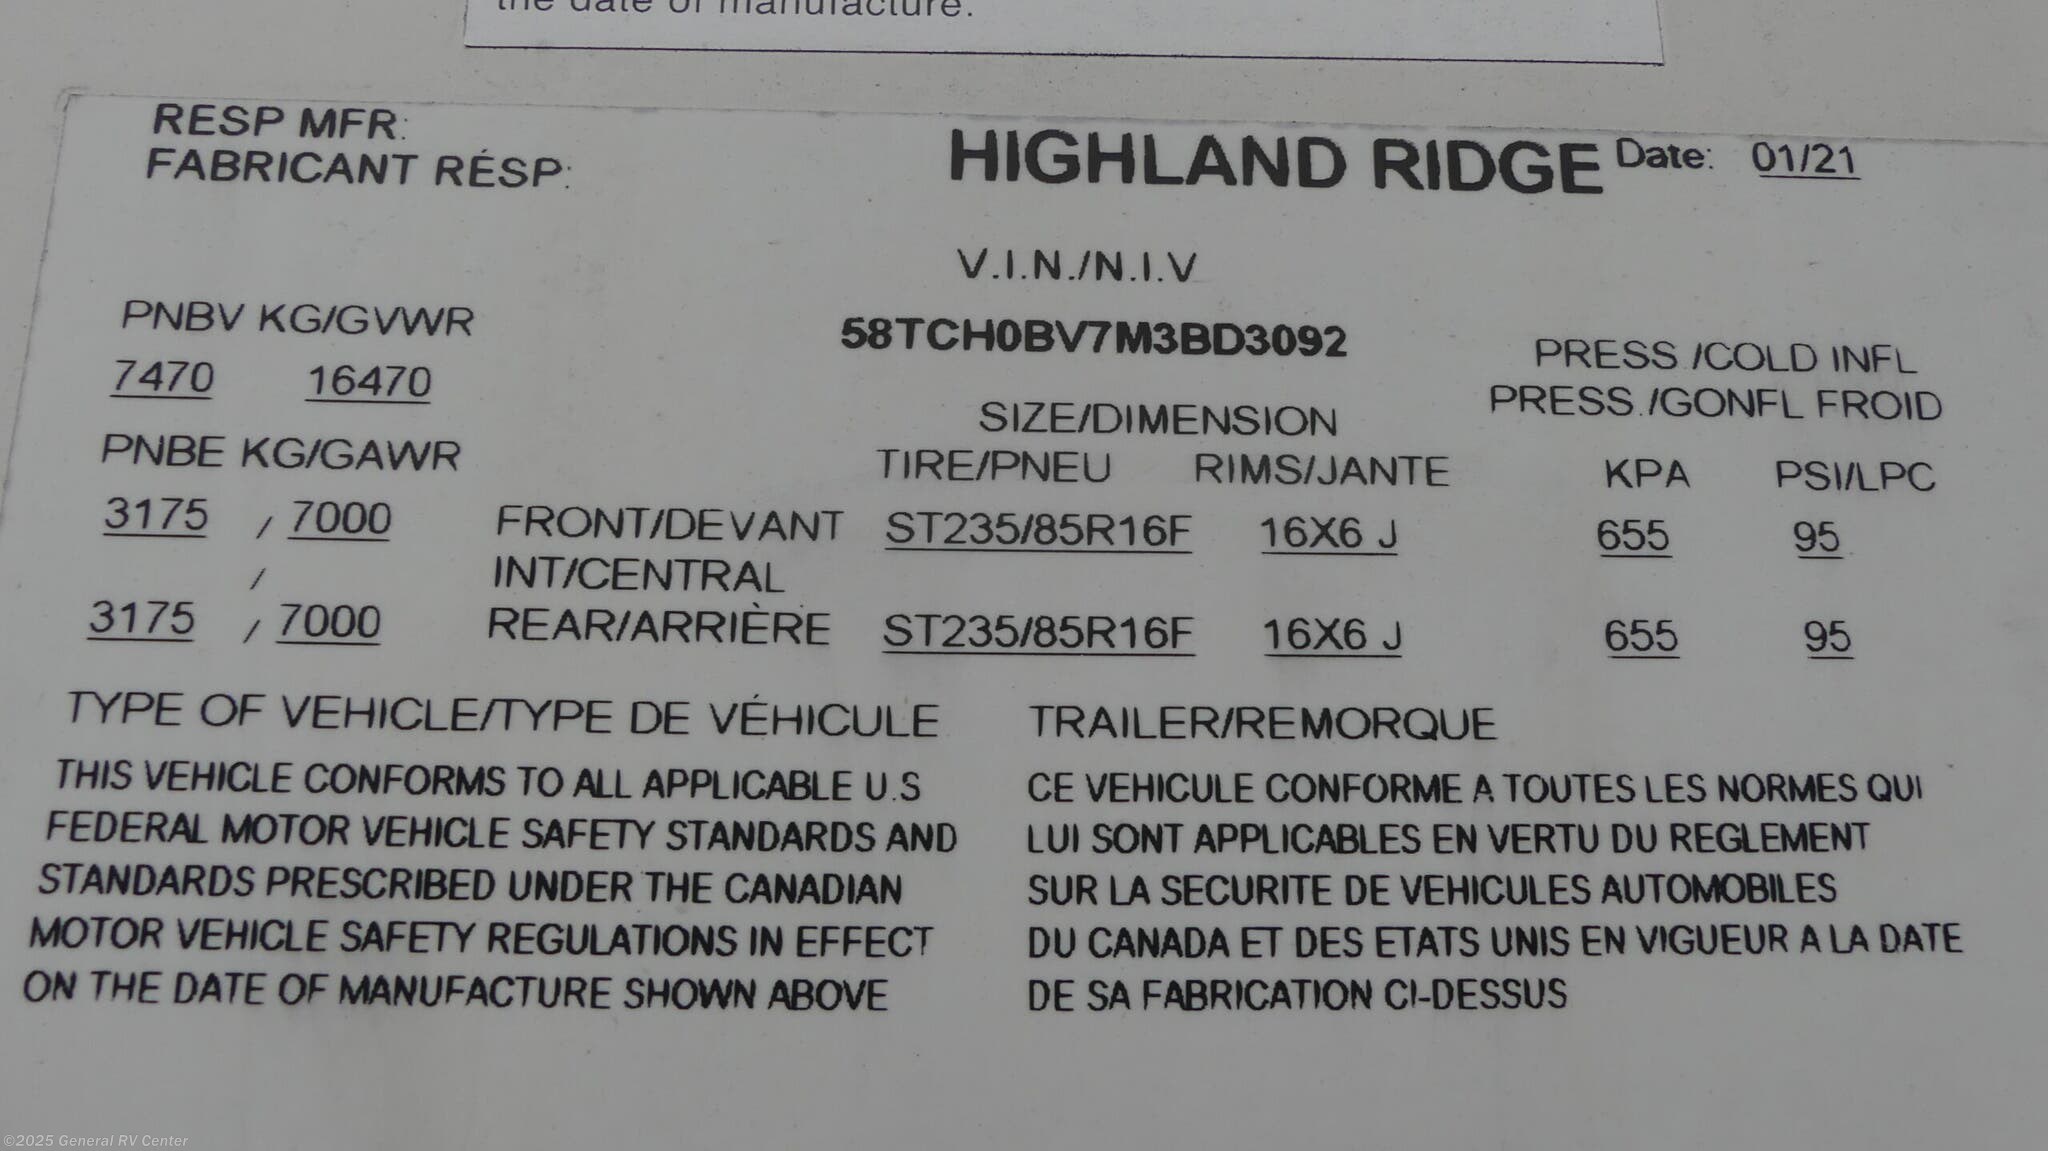 the date of manufacture.
RESP MFR:
FABRICANT RÉSP:
HIGHLAND RIDGE Date: 01/21
V.I.N./N.I.V
58TCH0BV7M3BD3092
PNBV KG/GVWR
7470 16470
PRESS./COLD INFL
PRESS./GONFL FROID
SIZE/DIMENSION
PNBE KG/GAWR TIRE/PNEU RIMS/JANTE KPA PSI/LPC
3175 / 7000 FRONT/DEVANT ST235/85R16F 16X6 J 655 95
/ INT/CENTRAL
3175 / 7000 REAR/ARRIÈRE ST235/85R16F 16X6 J 655 95
TYPE OF VEHICLE/TYPE DE VÉHICULE TRAILER/REMORQUE
THIS VEHICLE CONFORMS TO ALL APPLICABLE U.S
FEDERAL MOTOR VEHICLE SAFETY STANDARDS AND
STANDARDS PRESCRIBED UNDER THE CANADIAN
MOTOR VEHICLE SAFETY REGULATIONS IN EFFECT
ON THE DATE OF MANUFACTURE SHOWN ABOVE
CE VEHICULE CONFORME A TOUTES LES NORMES QUI
LUI SONT APPLICABLES EN VERTU DU REGLEMENT
SUR LA SECURITE DE VEHICULES AUTOMOBILES
DU CANADA ET DES ETATS UNIS EN VIGUEUR A LA DATE
DE SA FABRICATION CI-DESSUS
©2025 General RV Center